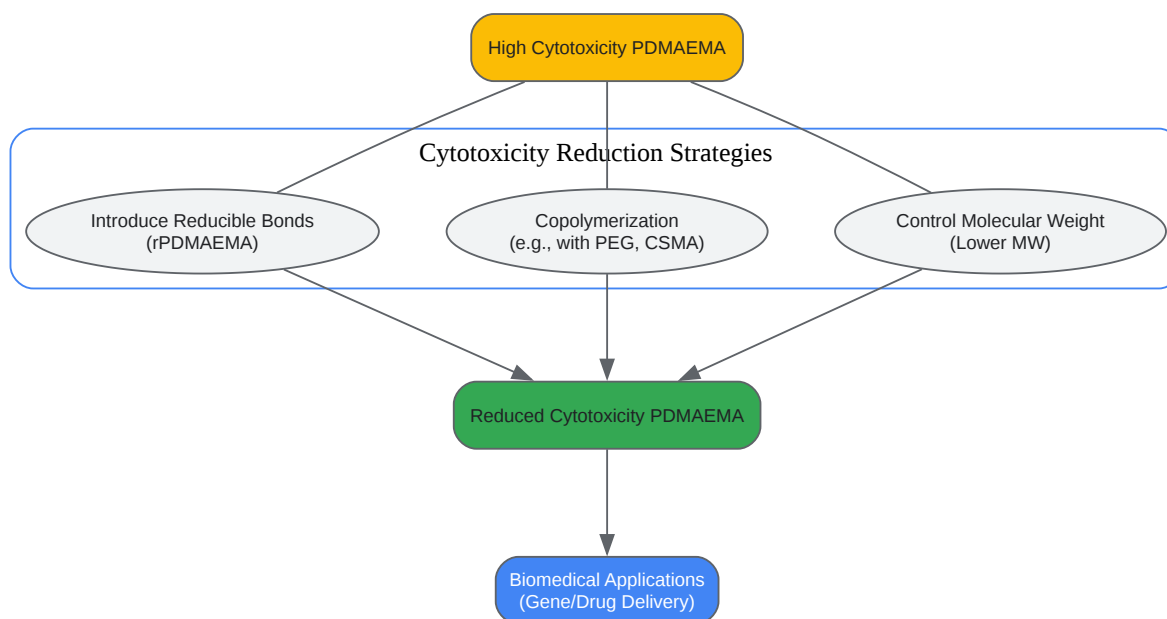 High Cytotoxicity PDMAEMA
Cytotoxicity Reduction Strategies
Introduce Reducible Bonds
(rPDMAEMA)
Copolymerization
(e.g., with PEG, CSMA)
Control Molecular Weight
(Lower MW)
Reduced Cytotoxicity PDMAEMA
Biomedical Applications
(Gene/Drug Delivery)